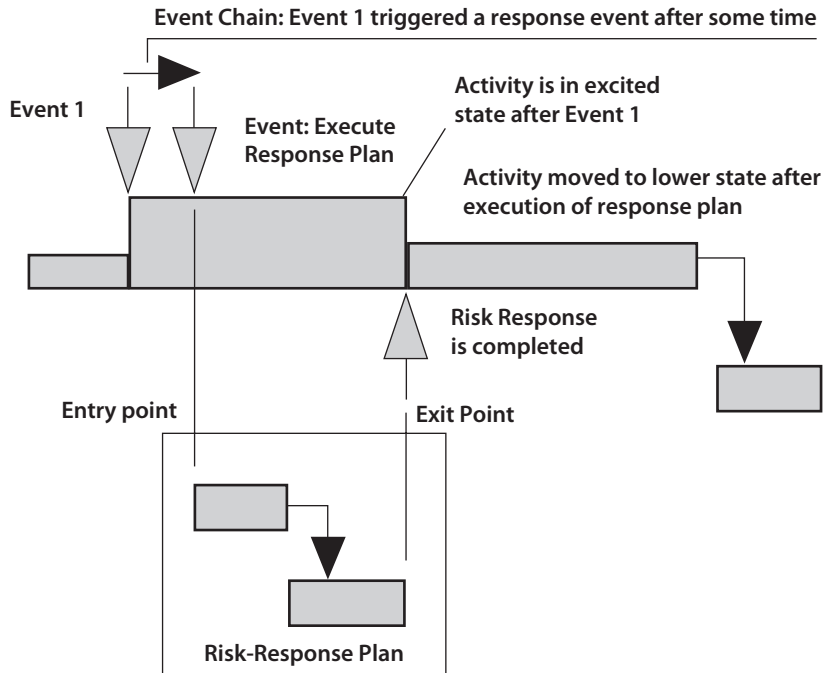 Event Chain: Event 1 triggered a response event after some time
Event 1
Event: Execute
Response Plan
Activity is in excited
state after Event 1
Activity moved to lower state after
execution of response plan
Risk Response
is completed
Entry point
Exit Point
Risk-Response Plan